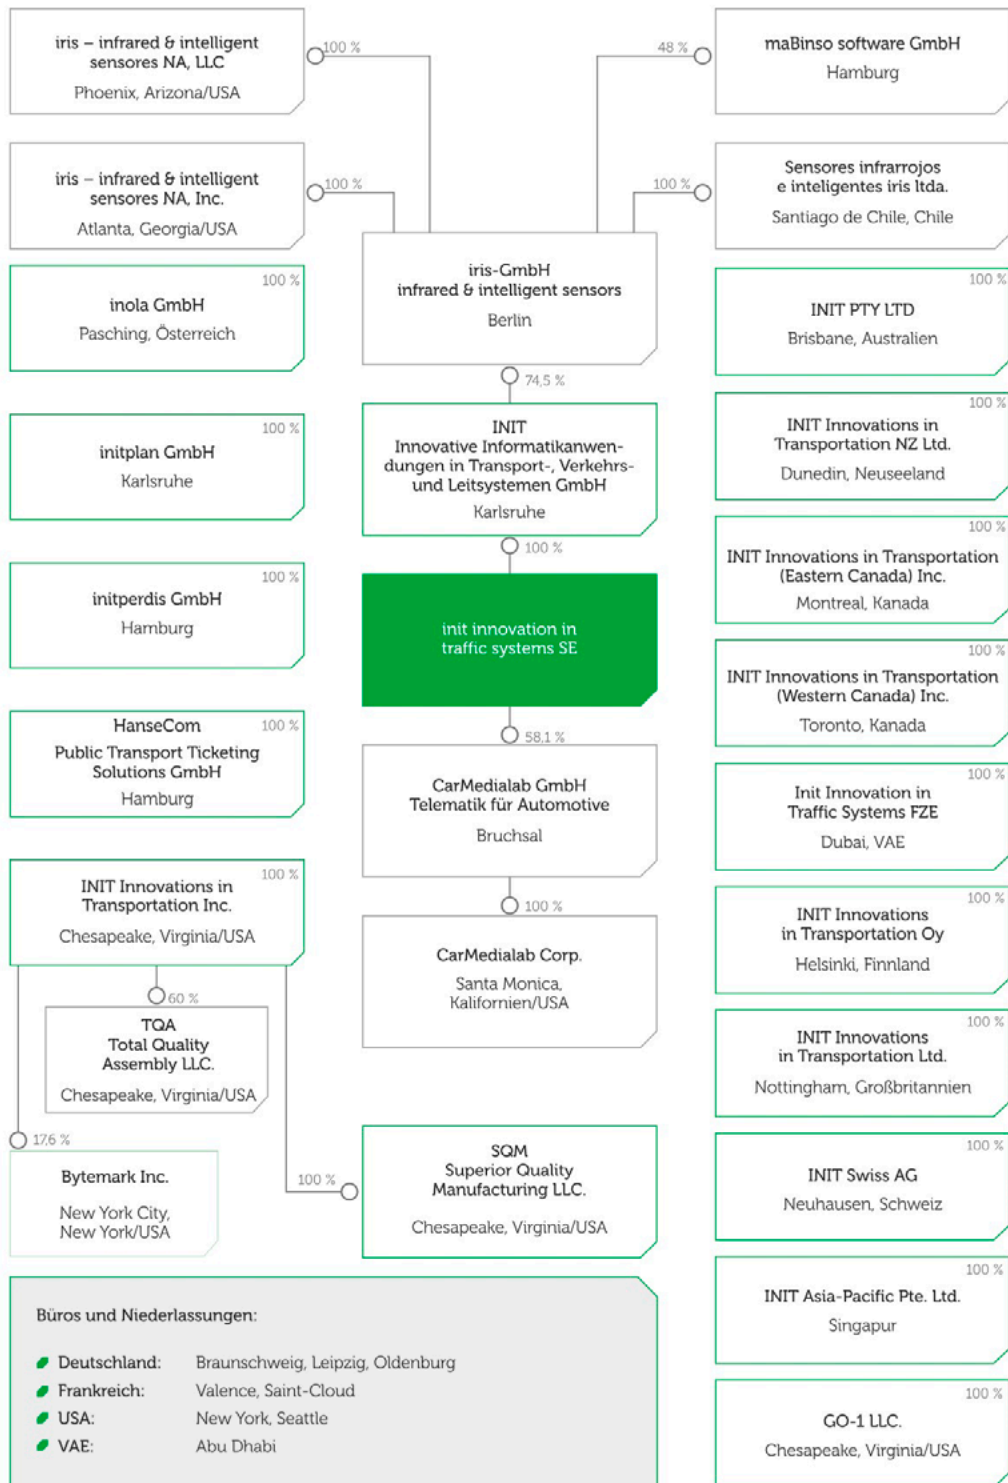 iris – infrared & intelligent
sensores NA, LLC
Phoenix, Arizona/USA
100 %
48 %
maBinso software GmbH
Hamburg
iris – infrared & intelligent
sensores NA, Inc.
Atlanta, Georgia/USA
100 %
100 %
Sensores infrarrojos
e inteligentes iris ltda.
Santiago de Chile, Chile
iris-GmbH
infrared & intelligent sensors
Berlin
74,5 %
100 %
inola GmbH
Pasching, Österreich
100 %
INIT PTY LTD
Brisbane, Australien
INIT
Innovative Informatikanwen-
dungen in Transport-, Verkehrs-
und Leitsystemen GmbH
Karlsruhe
100 %
100 %
initplan GmbH
Karlsruhe
100 %
INIT Innovations in
Transportation NZ Ltd.
Dunedin, Neuseeland
100 %
INIT Innovations in Transportation
(Eastern Canada) Inc.
Montreal, Kanada
100 %
initperdis GmbH
Hamburg
init innovation in
traffic systems SE
58,1 %
100 %
INIT Innovations in Transportation
(Western Canada) Inc.
Toronto, Kanada
HanseCom
100 %
Public Transport Ticketing
Solutions GmbH
Hamburg
CarMedialab GmbH
Telematik für Automotive
Bruchsal
100 %
100 %
Init Innovation in
Traffic Systems FZE
Dubai, VAE
100 %
INIT Innovations in
Transportation Inc.
Chesapeake, Virginia/USA
CarMedialab Corp.
Santa Monica,
Kalifornien/USA
100 %
INIT Innovations
in Transportation Oy
Helsinki, Finnland
60 %
TQA
Total Quality
Assembly LLC.
Chesapeake, Virginia/USA
100 %
INIT Innovations
in Transportation Ltd.
Nottingham, Großbritannien
17,6 %
Bytemark Inc.
New York City,
New York/USA
100 %
SQM
Superior Quality
Manufacturing LLC.
Chesapeake, Virginia/USA
100 %
INIT Swiss AG
Neuhausen, Schweiz
100 %
INIT Asia-Pacific Pte. Ltd.
Singapur
100 %
GO-1 LLC.
Chesapeake, Virginia/USA
Büros und Niederlassungen:
Deutschland: Braunschweig, Leipzig, Oldenburg
Frankreich: Valence, Saint-Cloud
USA: New York, Seattle
VAE: Abu Dhabi